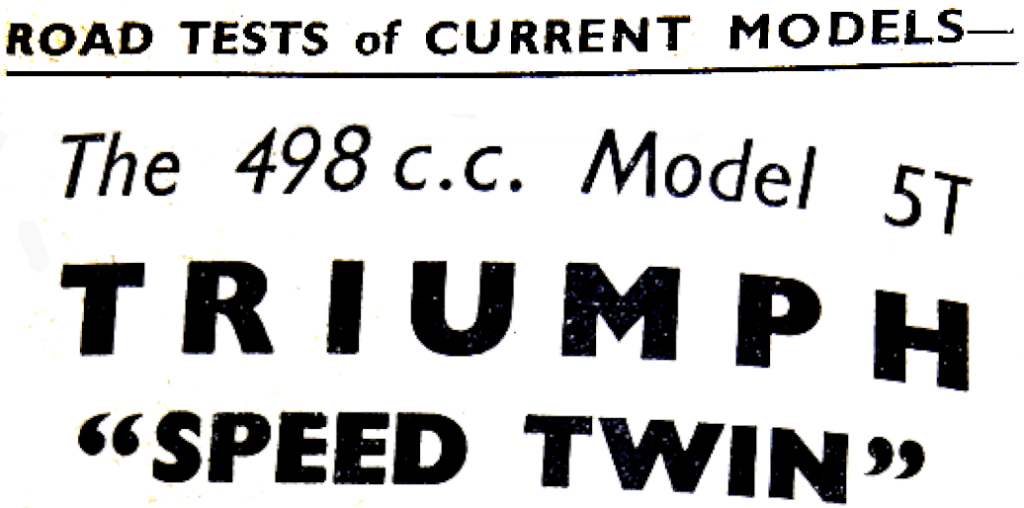 ROAD TESTS of CURRENT MODELS—
The 498 c.c. Model 5T
TRIUMPH
“SPEED TWIN”